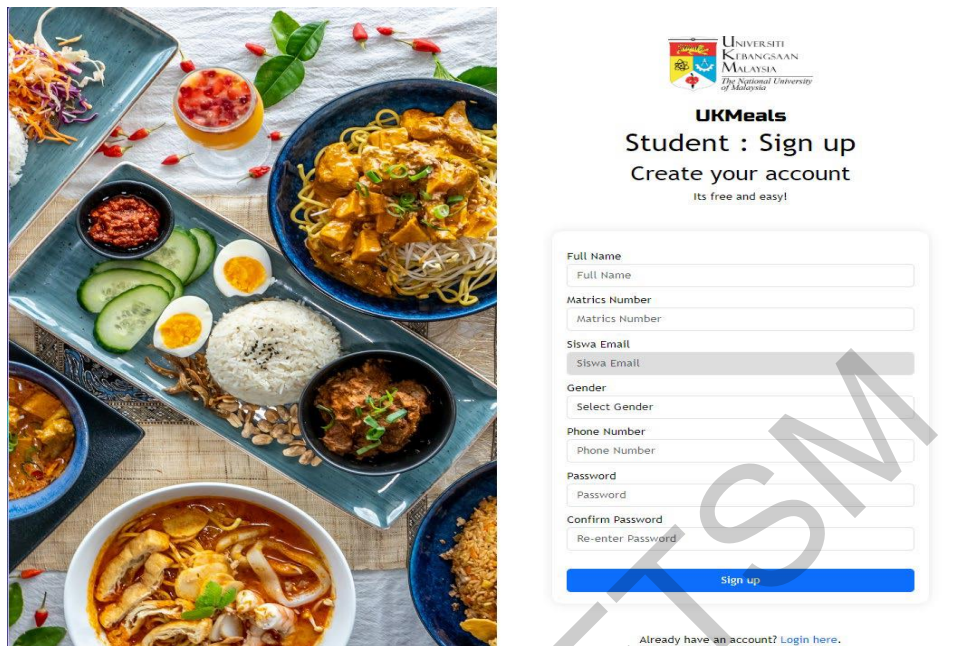 UNIVERSITI
KEBANGSAAN
MALAYSIA
The National University
of Malaysia
UKMeals
Student : Sign up
Create your account
Its free and easy!
Full Name
Full Name
Matrics Number
Matrics Number
Siswa Email
Siswa Email
Gender
Select Gender
Phone Number
Phone Number
Password
Password
Confirm Password
Re-enter Password
Sign up
Already have an account? Login here.
FTSM